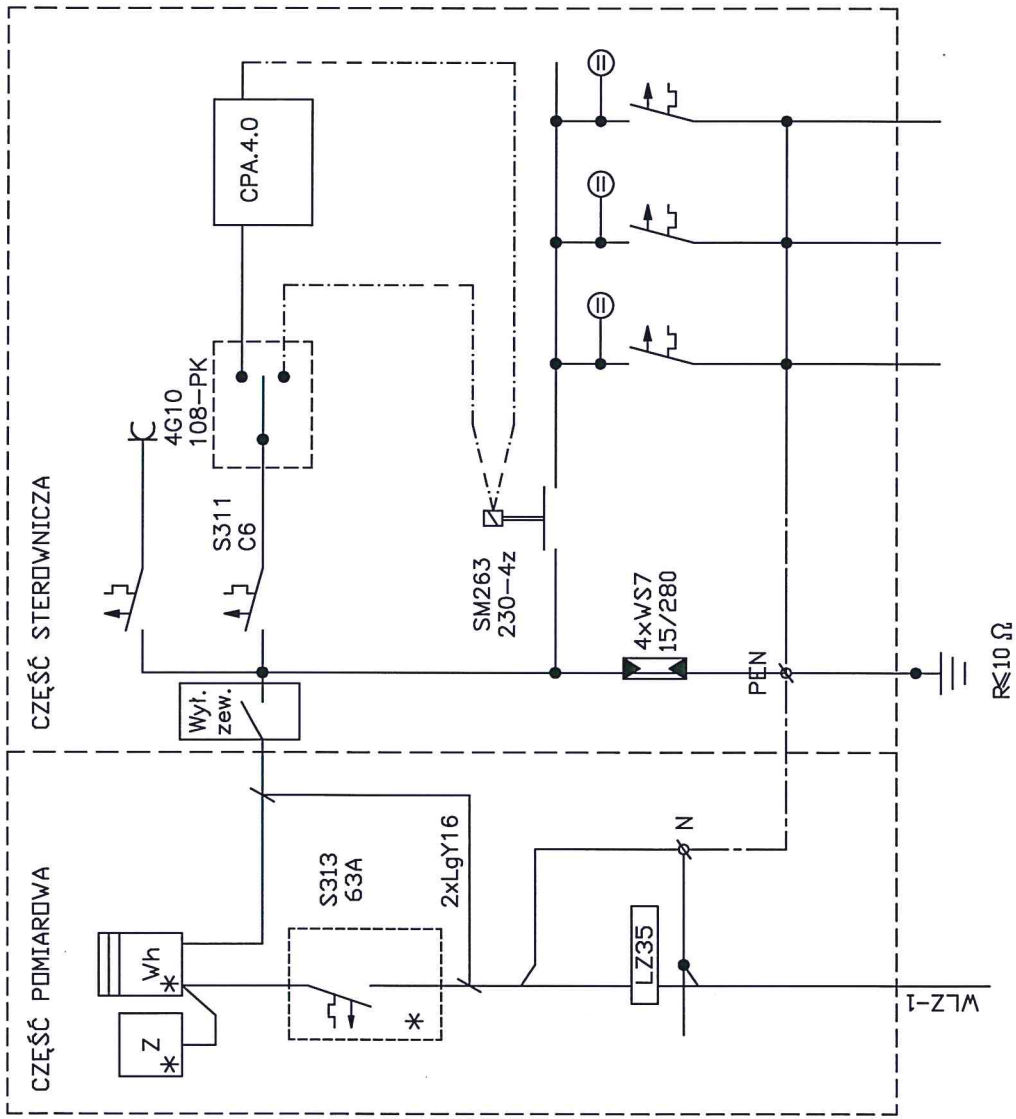 CZĘŚĆ POMIAROWA
Z
*
Wh
*
S313
63A
*
2xLgY16
LZ35
N
WLZ-1
CZĘŚĆ STEROWNICZA
Wył.
zew.
S311
C6
4G10
108-PK
CPA.4.0
SM263
230-4z
4xWS7
15/280
PEN
R≤10 Ω